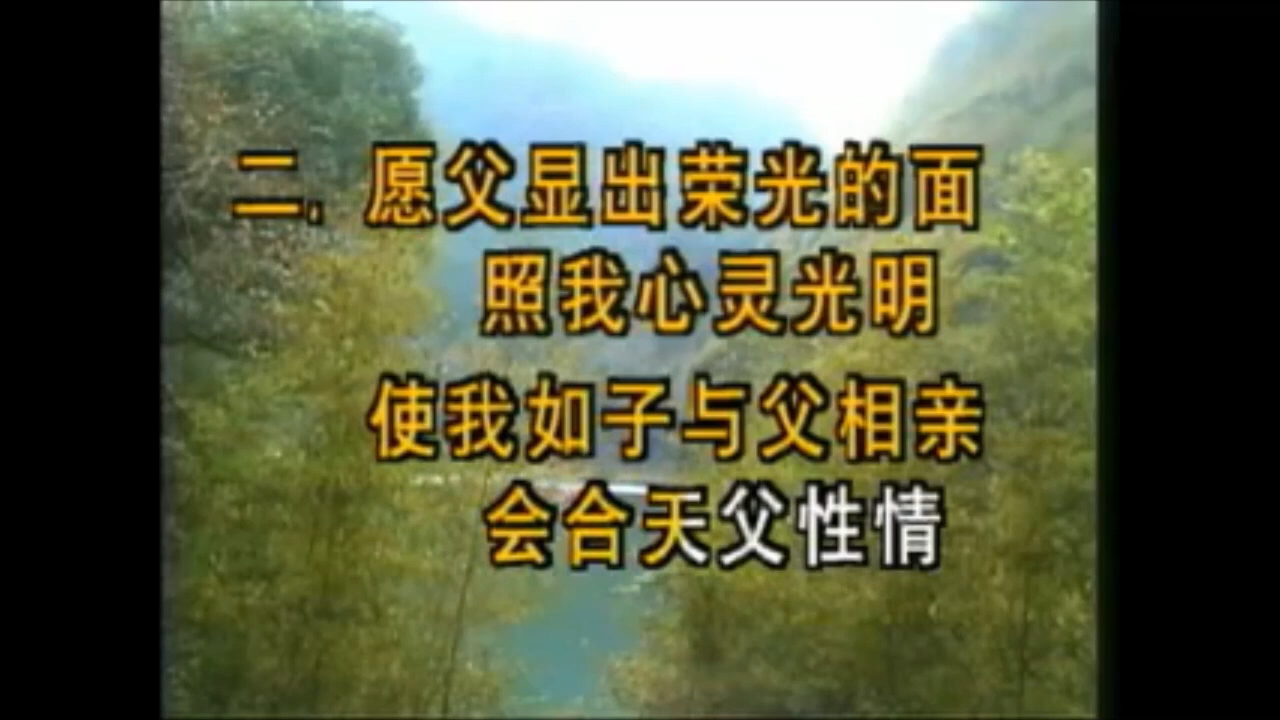 二. 愿父显出荣光的面
照我心灵光明
使我如子与父相亲
会合天父性情